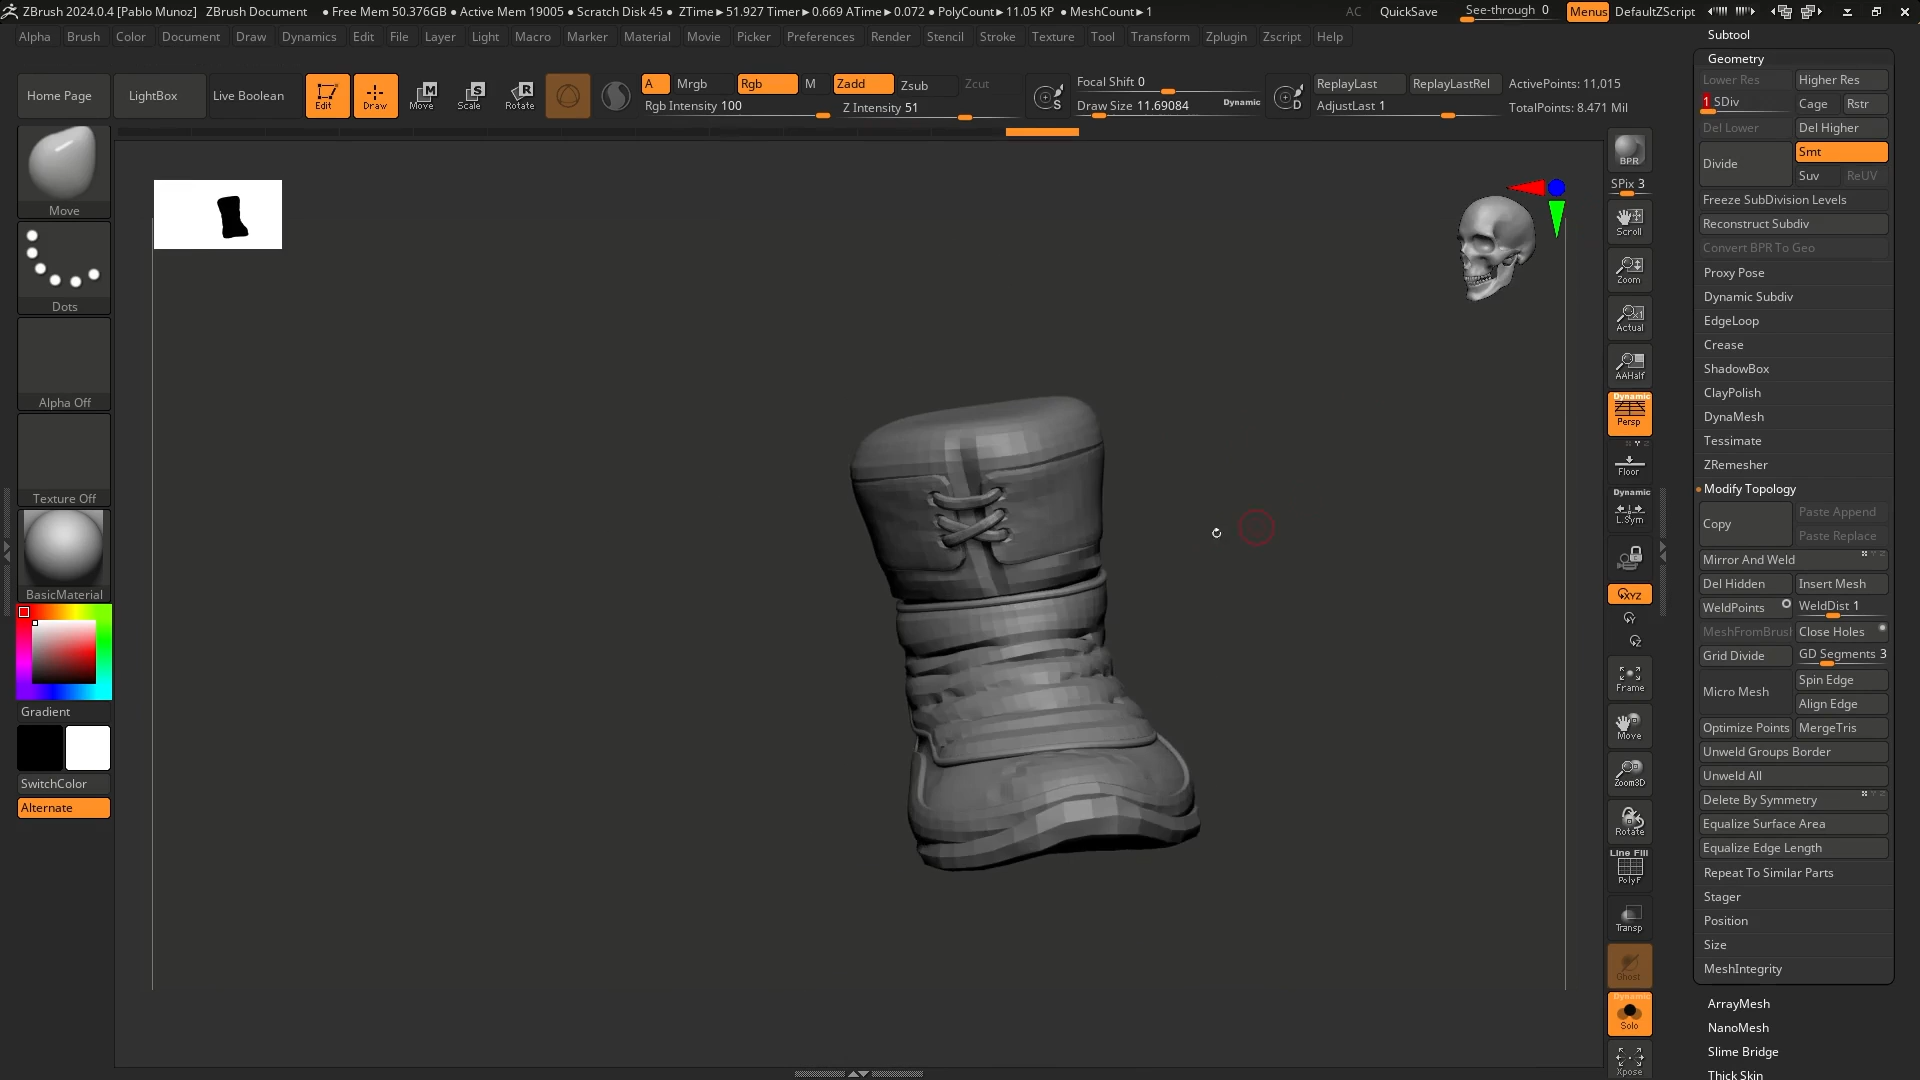 ZBrush 2024.0.4 [Pablo Munoz] ZBrush Document ● Free Mem 50.376GB ● Active Mem 19005 ● Scratch Disk 45 ● ZTime►51.927 Timer►0.669 ATime►0.072 ● PolyCount►11.05 KP ● MeshCount►1 AC QuickSave See-through 0 Menus DefaultZScript
Alpha Brush Color Document Draw Dynamics Edit File Layer Light Macro Marker Material Movie Picker Preferences Render Stencil Stroke Texture Tool Transform Zplugin Zscript Help
Home Page LightBox Live Boolean Edit Draw Move Scale Rotate
A Mrgb Rgb M Zadd Zsub Zcut
Rgb Intensity 100 Z Intensity 51
S Focal Shift 0
Draw Size 11.69084 Dynamic
D ReplayLast ReplayLastRel
AdjustLast 1
ActivePoints: 11,015
TotalPoints: 8.471 Mil
Move
Dots
Alpha Off
Texture Off
BasicMaterial
Gradient
SwitchColor
Alternate
BPR
SPix 3
Scroll
Zoom
Actual
AAHalf
Dynamic
Persp
Floor
Dynamic
L.Sym
XYZ
Frame
Move
Zoom3D
Rotate
Line Fill
PolyF
Transp
Ghost
Dynamic
Solo
Xpose
Subtool
Geometry
Lower Res Higher Res
1 SDiv Cage Rstr
Del Lower Del Higher
Divide Smt
Suv ReUV
Freeze SubDivision Levels
Reconstruct Subdiv
Convert BPR To Geo
Proxy Pose
Dynamic Subdiv
EdgeLoop
Crease
ShadowBox
ClayPolish
DynaMesh
Tessimate
ZRemesher
Modify Topology
Copy Paste Append
Paste Replace
Mirror And Weld
Del Hidden Insert Mesh
WeldPoints WeldDist 1
MeshFromBrus Close Holes
Grid Divide GD Segments 3
Micro Mesh Spin Edge
Align Edge
Optimize Points MergeTris
Unweld Groups Border
Unweld All
Delete By Symmetry
Equalize Surface Area
Equalize Edge Length
Repeat To Similar Parts
Stager
Position
Size
MeshIntegrity
ArrayMesh
NanoMesh
Slime Bridge
Thick Skin